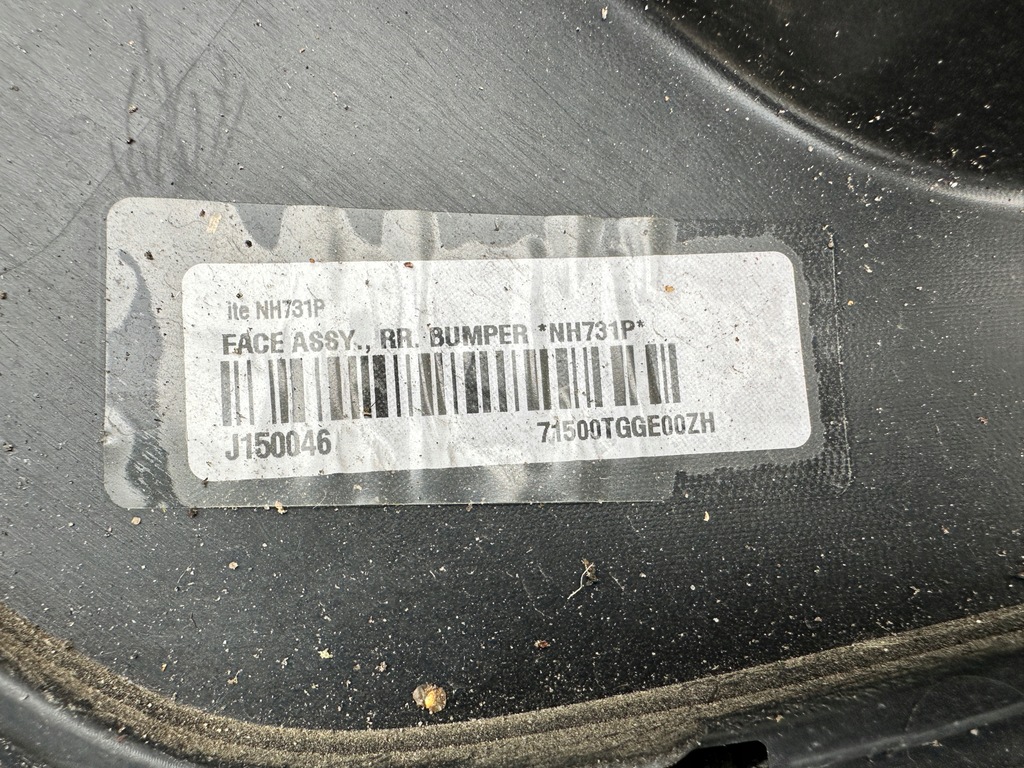 ite NH731P
FACE ASSY., RR. BUMPER *NH731P*
J150046 71500TGGE00ZH